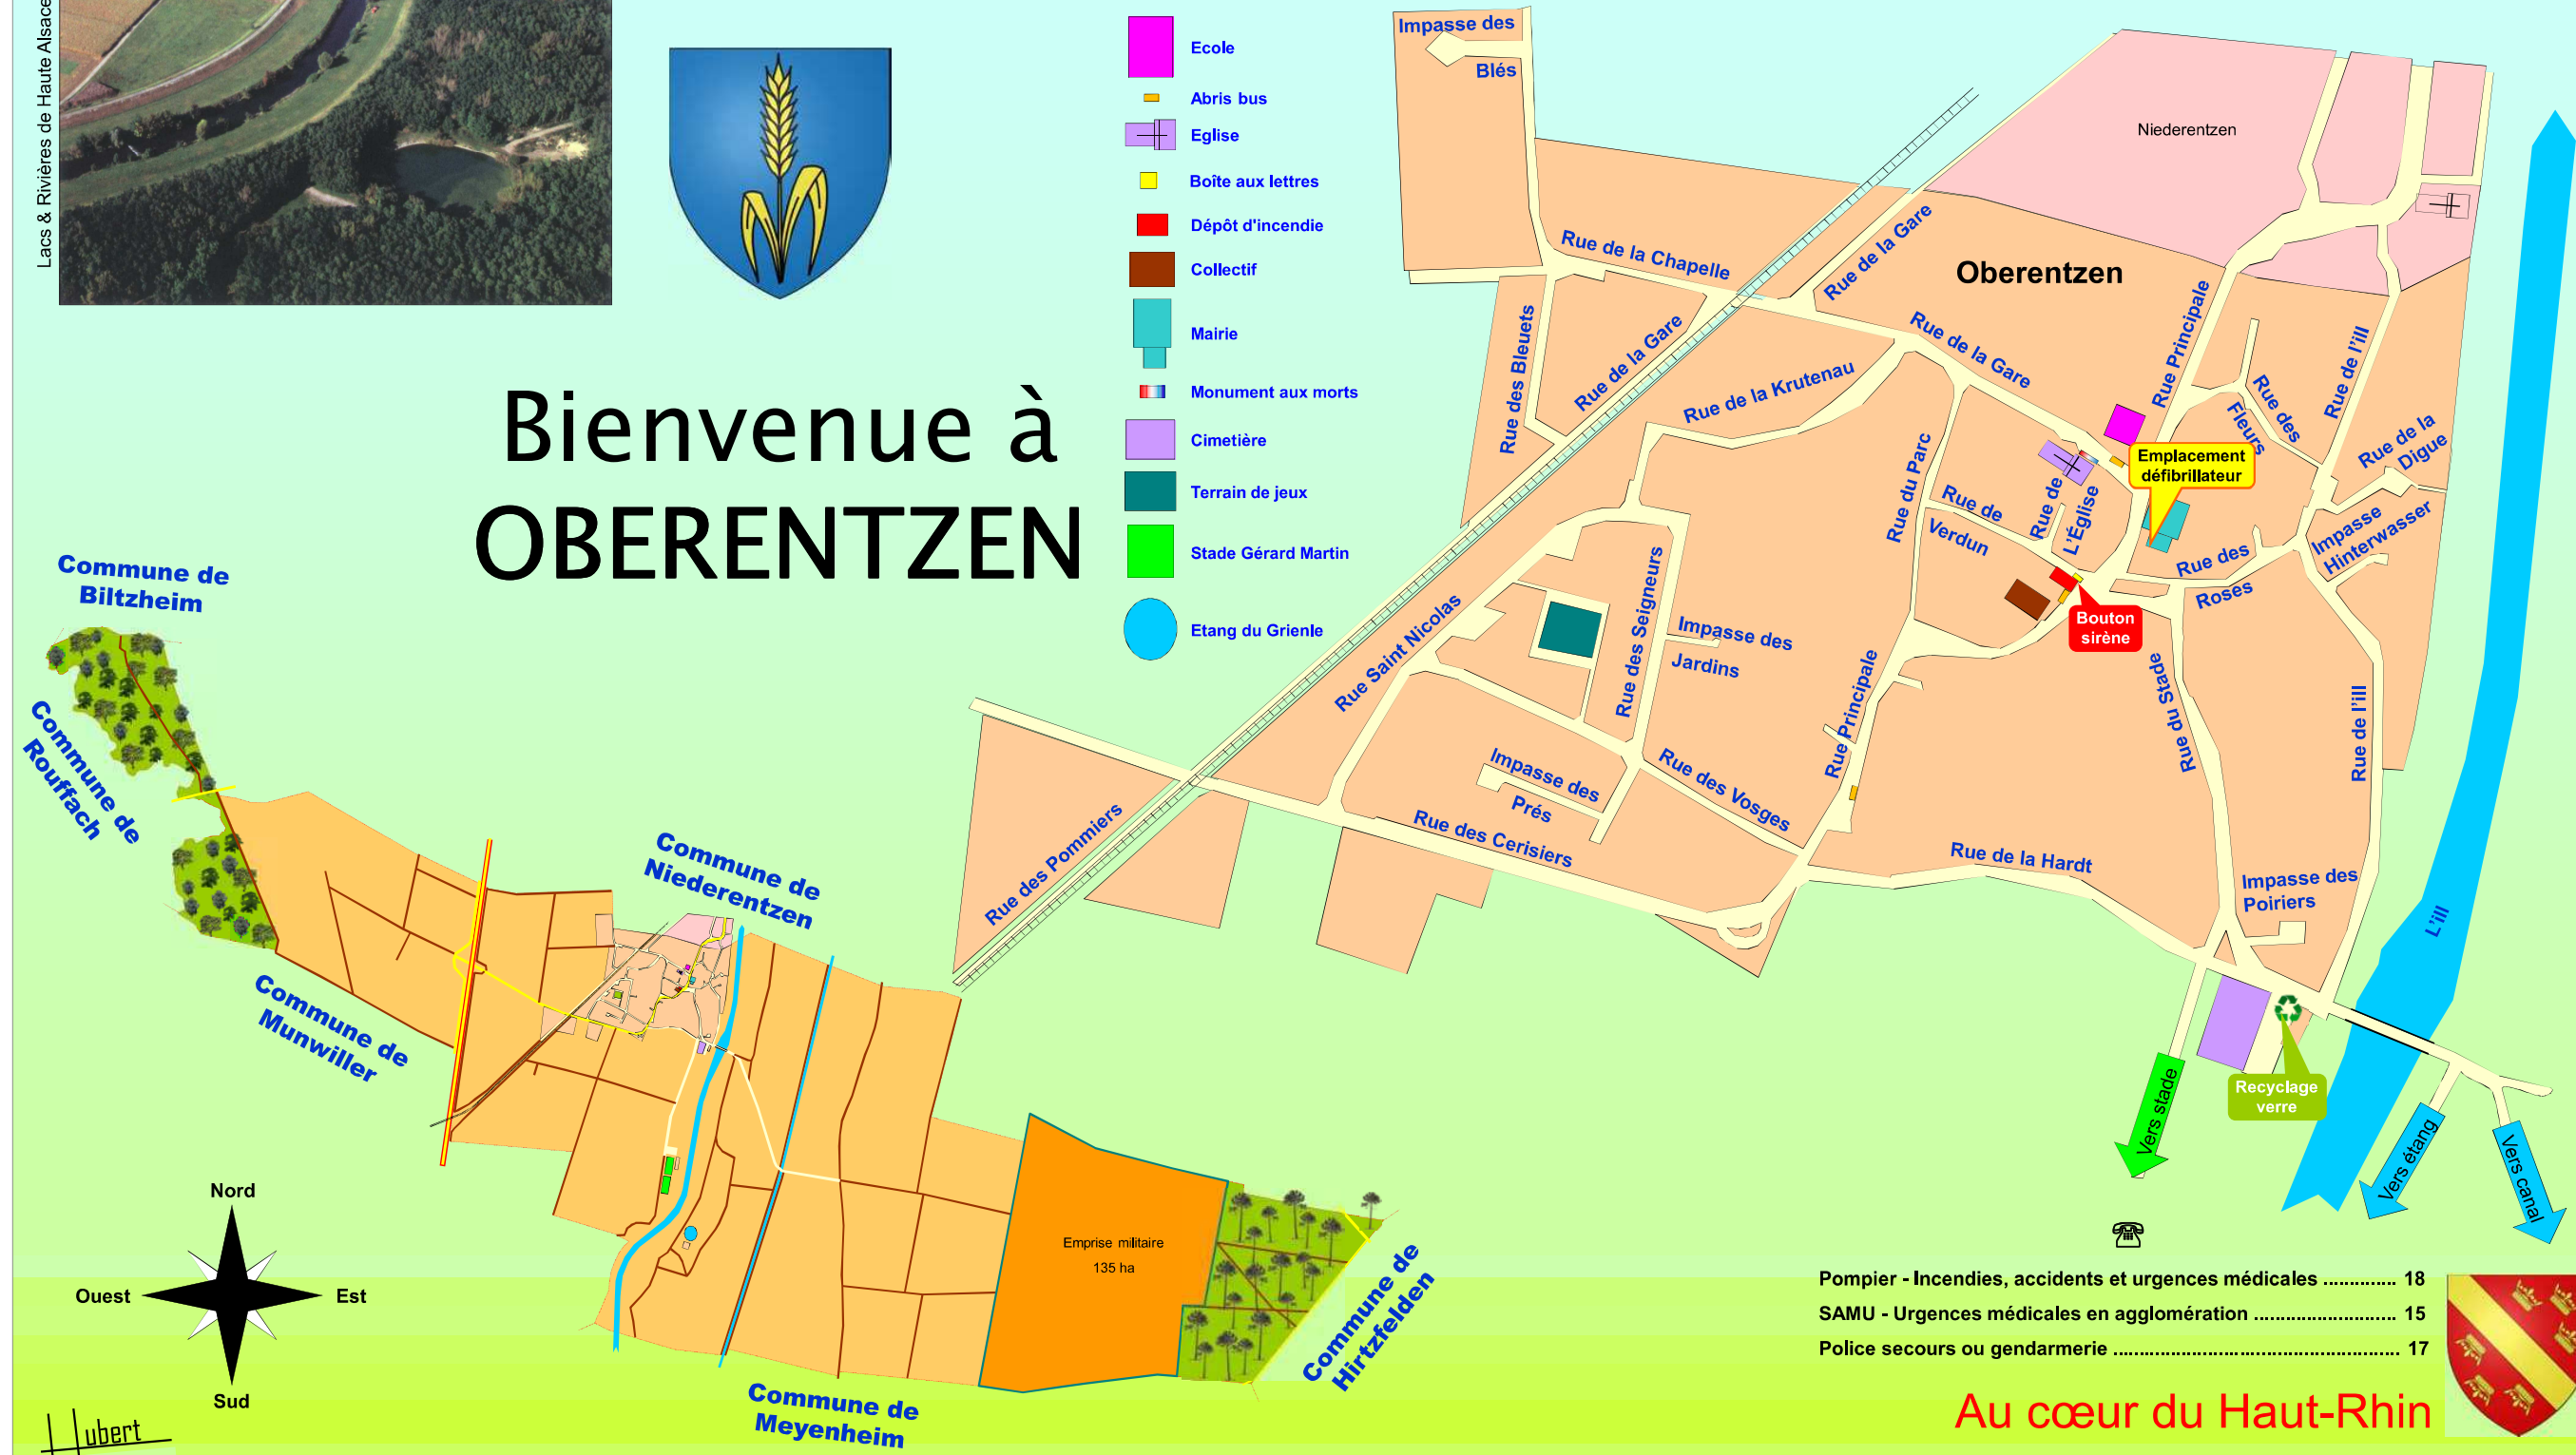 Lacs & Rivières de Haute Alsace
Bienvenue à
OBERENTZEN
Ecole
Abris bus
Eglise
Boîte aux lettres
Dépôt d'incendie
Collectif
Mairie
Monument aux morts
Cimetière
Terrain de jeux
Stade Gérard Martin
Etang du Grienle
Impasse des
Blés
Niederentzen
Rue de la Chapelle
Rue de la Gare
Oberentzen
Rue des Bleuets
Rue de la Gare
Rue de la Krutenau
Rue de la Gare
Rue Principale
Rue des
Fleurs
Rue de l'ill
Rue de la
Digue
Emplacement
défibrillateur
Rue du Parc
Rue de
Verdun
Rue de
L'Église
Rue des
Roses
Impasse
Hinterwasser
Bouton
sirène
Rue Saint Nicolas
Rue des Seigneurs
Impasse des
Jardins
Rue Principale
Rue du Stade
Rue de l'ill
Impasse des
Prés
Rue des Vosges
Rue des Cerisiers
Rue des Pommiers
Rue de la Hardt
Impasse des
Poiriers
L'ill
Recyclage
verre
Vers stade
Vers étang
Vers canal
Commune de
Biltzheim
Commune de
Rouffach
Commune de
Niederentzen
Commune de
Munwiller
Emprise militaire
135 ha
Commune de
Hirtzfelden
Commune de
Meyenheim
Nord
Ouest
Est
Sud
Hubert
Pompier - Incendies, accidents et urgences médicales ............. 18
SAMU - Urgences médicales en agglomération ......................... 15
Police secours ou gendarmerie .................................................. 17
Au cœur du Haut-Rhin